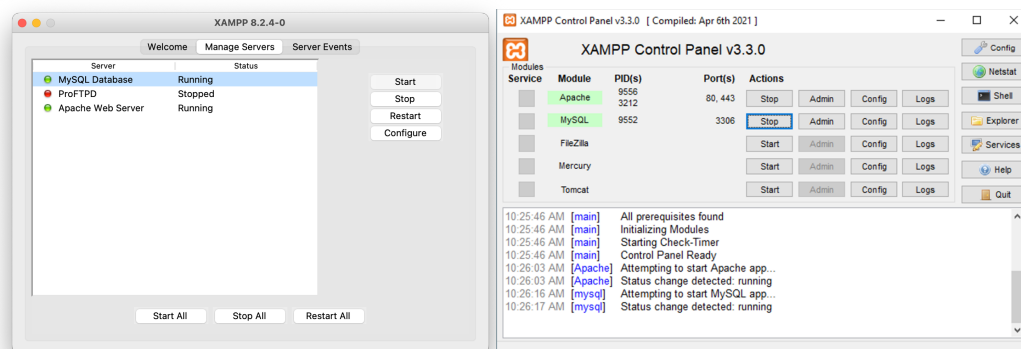 XAMPP 8.2.4-0
Welcome Manage Servers Server Events
Server Status
MySQL Database Running
ProFTPD Stopped
Apache Web Server Running
Start
Stop
Restart
Configure
Start All Stop All Restart All
XAMPP Control Panel v3.3.0 [ Compiled: Apr 6th 2021 ]
XAMPP Control Panel v3.3.0
Modules
Service Module PID(s) Port(s) Actions
Apache 9556 3212 80, 443 Stop Admin Config Logs
MySQL 9552 3306 Stop Admin Config Logs
FileZilla Start Admin Config Logs
Mercury Start Admin Config Logs
Tomcat Start Admin Config Logs
Config
Netstat
Shell
Explorer
Services
Help
Quit
10:25:46 AM [main] All prerequisites found
10:25:46 AM [main] Initializing Modules
10:25:46 AM [main] Starting Check-Timer
10:25:46 AM [main] Control Panel Ready
10:26:03 AM [Apache] Attempting to start Apache app...
10:26:03 AM [Apache] Status change detected: running
10:26:16 AM [mysql] Attempting to start MySQL app...
10:26:17 AM [mysql] Status change detected: running